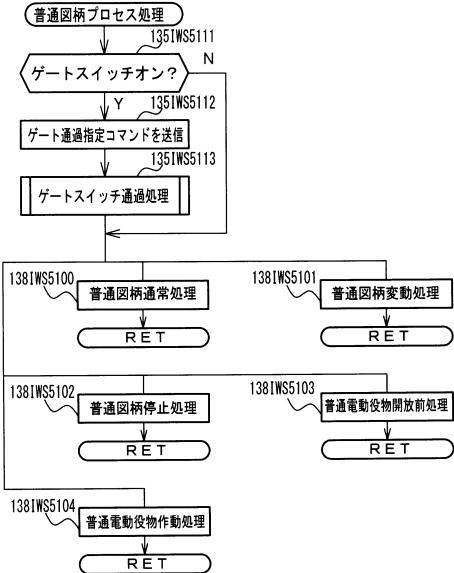 普通図柄プロセス処理
135IWS5111
ゲートスイッチオン？
N
Y
135IWS5112
ゲート通過指定コマンドを送信
135IWS5113
ゲートスイッチ通過処理
138IWS5100
普通図柄通常処理
RET
138IWS5101
普通図柄変動処理
RET
138IWS5102
普通図柄停止処理
RET
138IWS5103
普通電動役物開放前処理
RET
138IWS5104
普通電動役物作動処理
RET